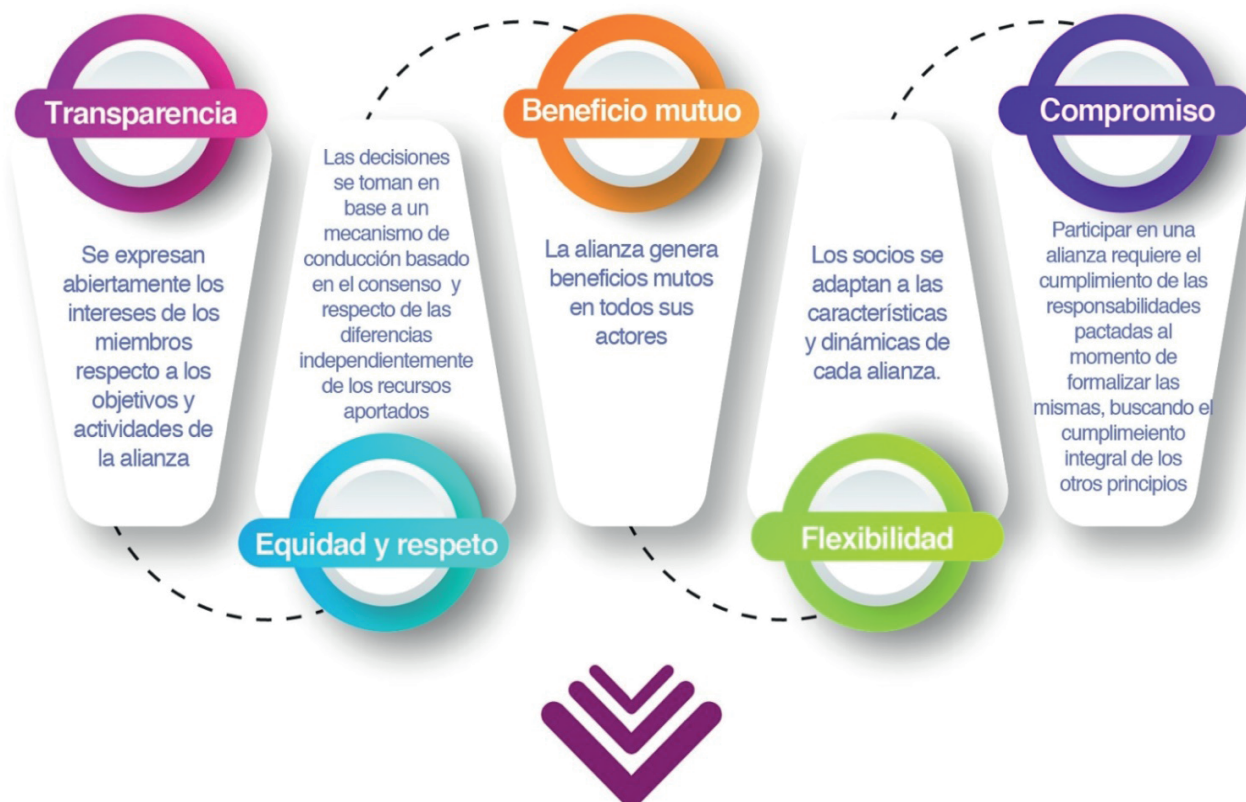 Transparencia
Se expresan
abiertamente los
intereses de los
miembros
respecto a los
objetivos y
actividades de
la alianza
Las decisiones
se toman en
base a un
mecanismo de
conducción basado
en el consenso y
respecto de las
diferencias
independientemente
de los recursos
aportados
Equidad y respeto
Beneficio mutuo
La alianza genera
beneficios mutos
en todos sus
actores
Los socios se
adaptan a las
características
y dinámicas de
cada alianza.
Flexibilidad
Compromiso
Participar en una
alianza requiere el
cumplimiento de las
responsabilidades
pactadas al
momento de
formalizar las
mismas, buscando el
cumplimeiento
integral de los
otros principios